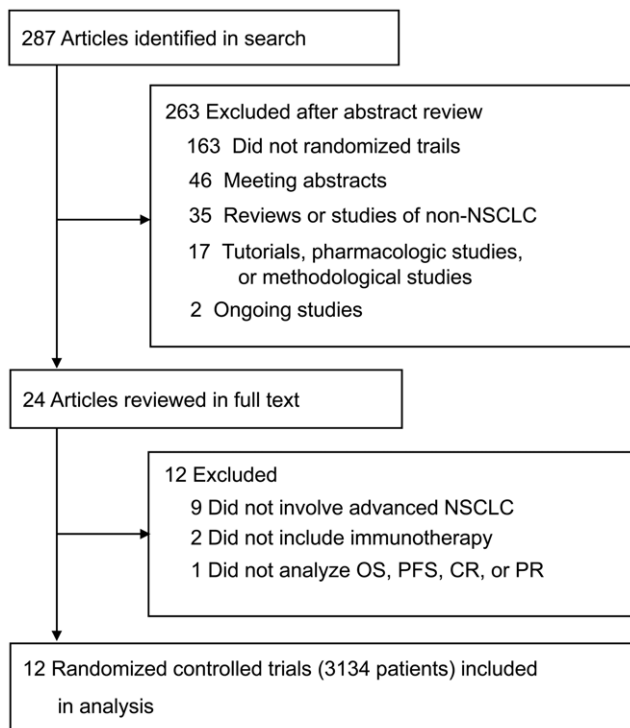 287 Articles identified in search
263 Excluded after abstract review
163 Did not randomized trails
46 Meeting abstracts
35 Reviews or studies of non-NSCLC
17 Tutorials, pharmacologic studies,
or methodological studies
2 Ongoing studies
24 Articles reviewed in full text
12 Excluded
9 Did not involve advanced NSCLC
2 Did not include immunotherapy
1 Did not analyze OS, PFS, CR, or PR
12 Randomized controlled trials (3134 patients) included
in analysis